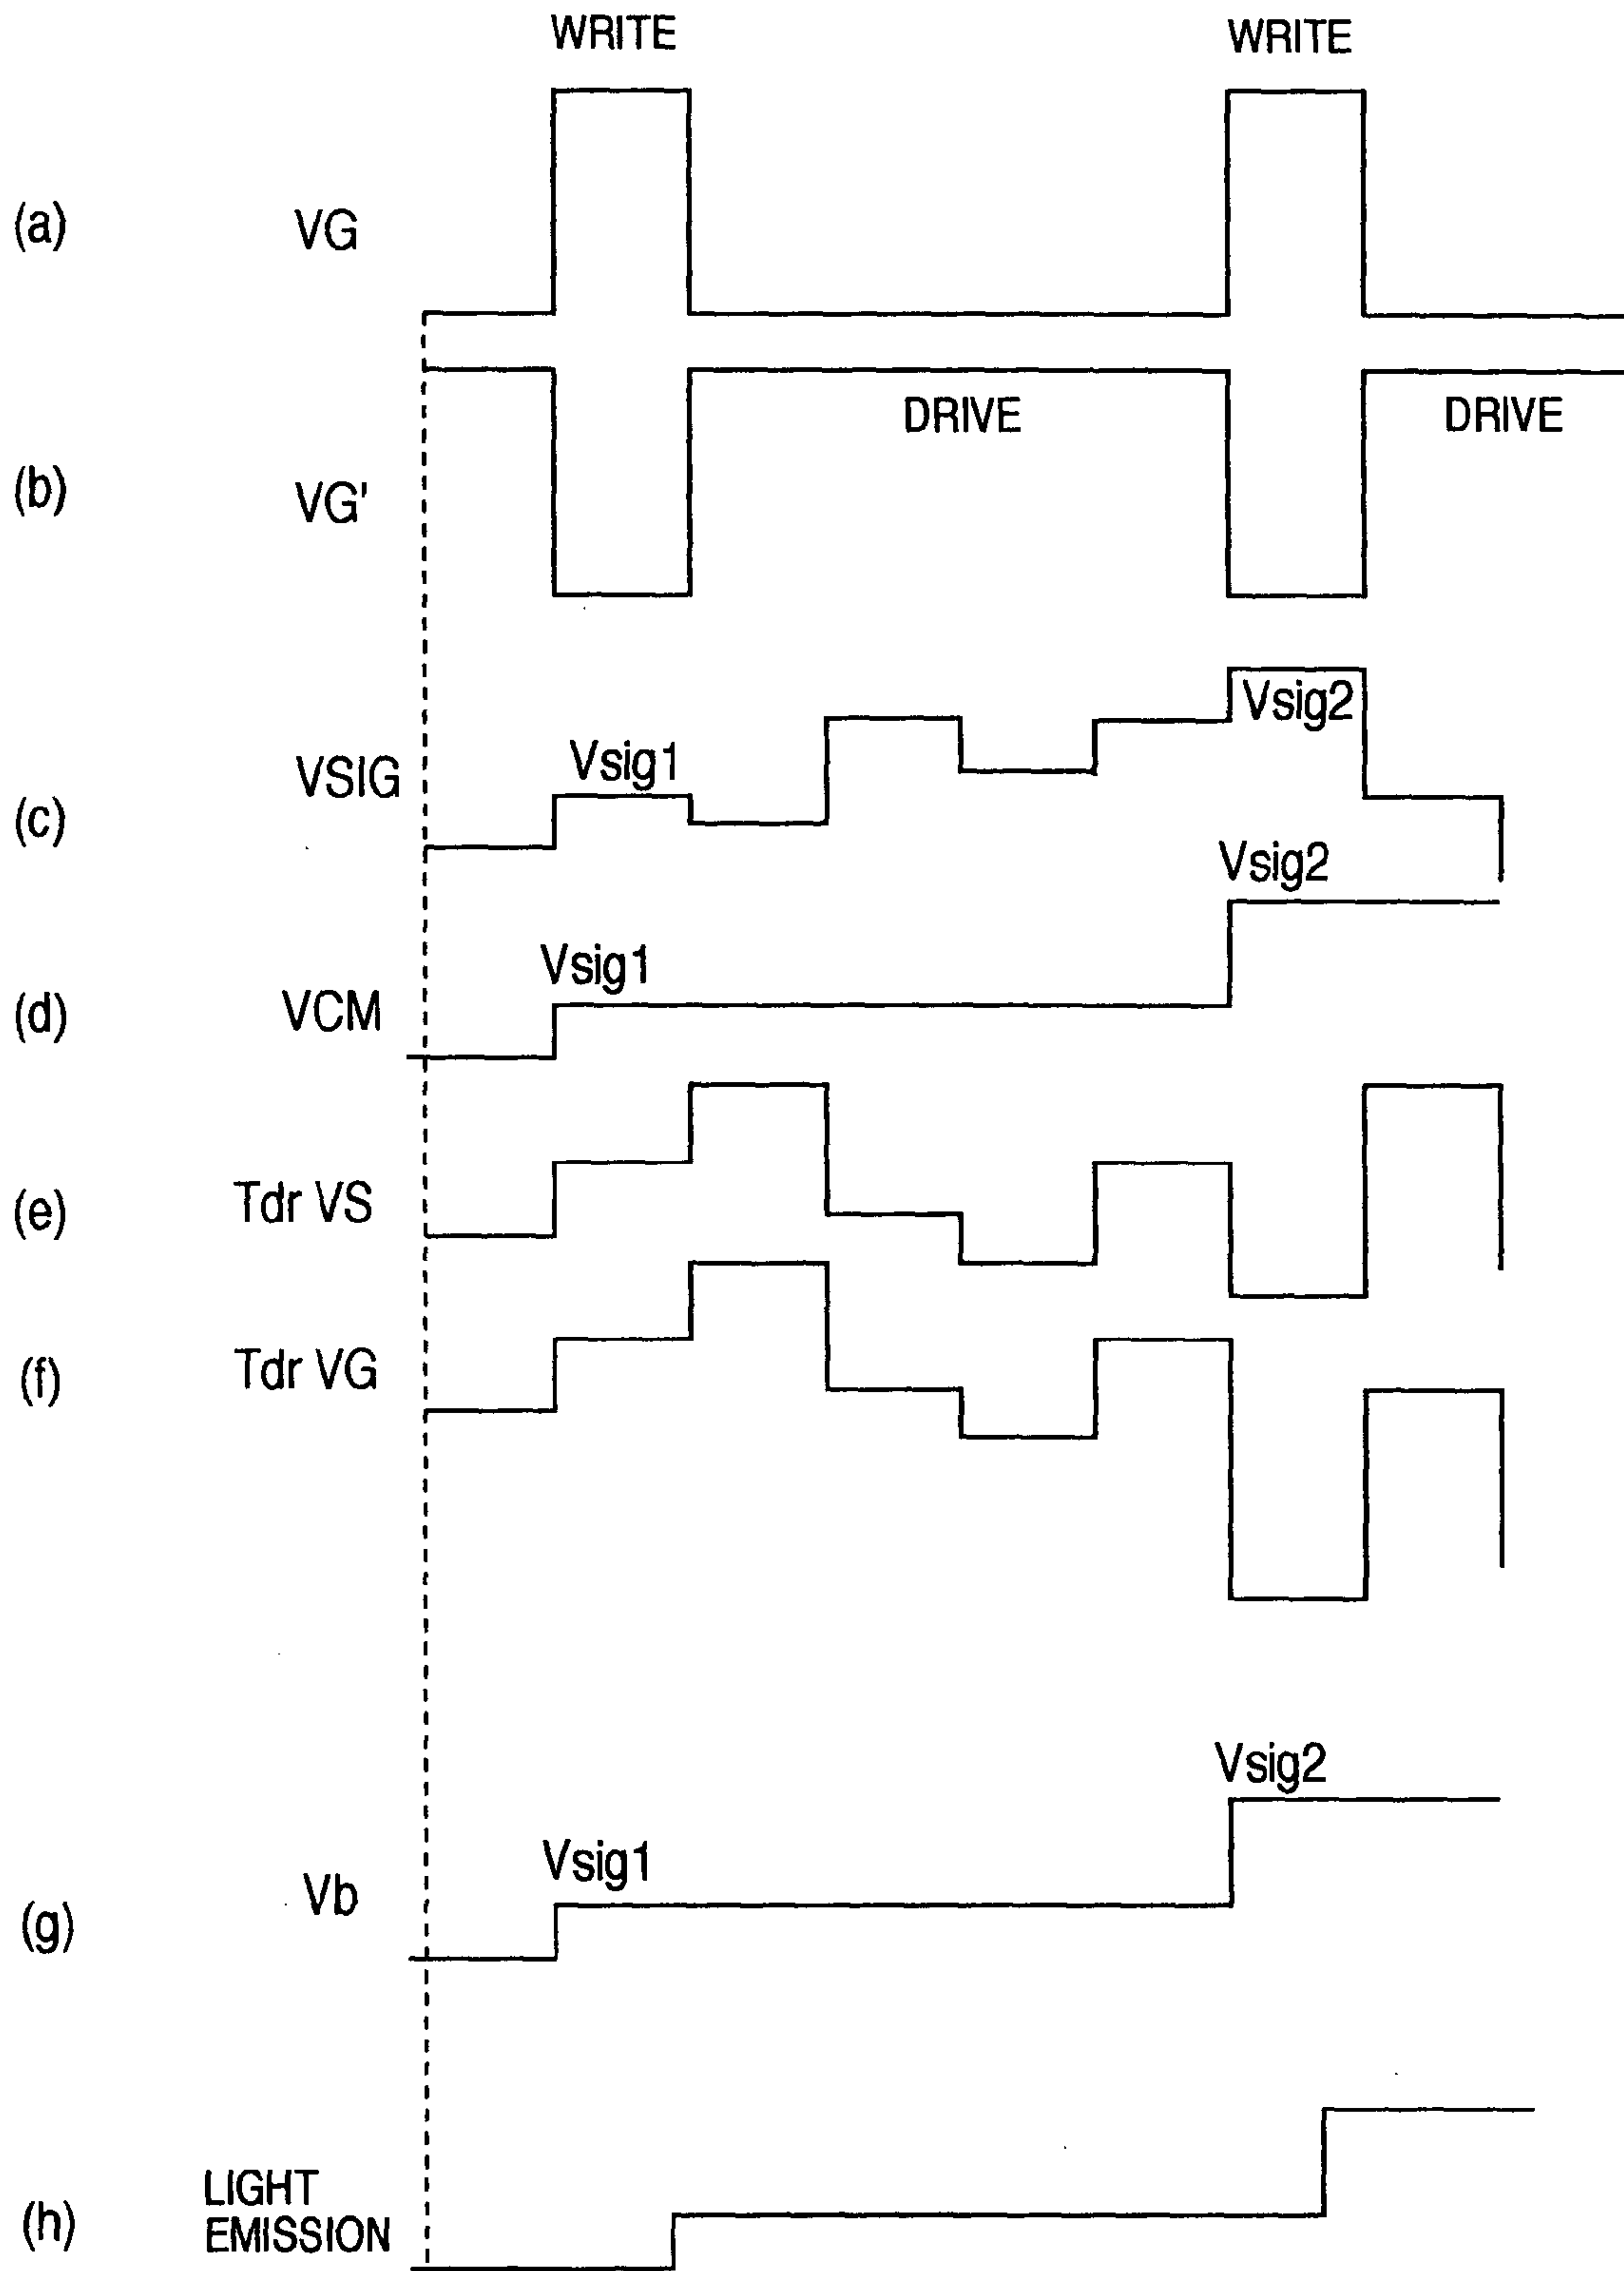 WRITE WRITE
(a) VG
DRIVE DRIVE
(b) VG'
Vsig2
Vsig1
VSIG
(c)
Vsig2
Vsig1
(d) VCM
(e) Tdr VS
(f) Tdr VG
Vsig2
Vsig1
(g) Vb
(h) LIGHT
EMISSION